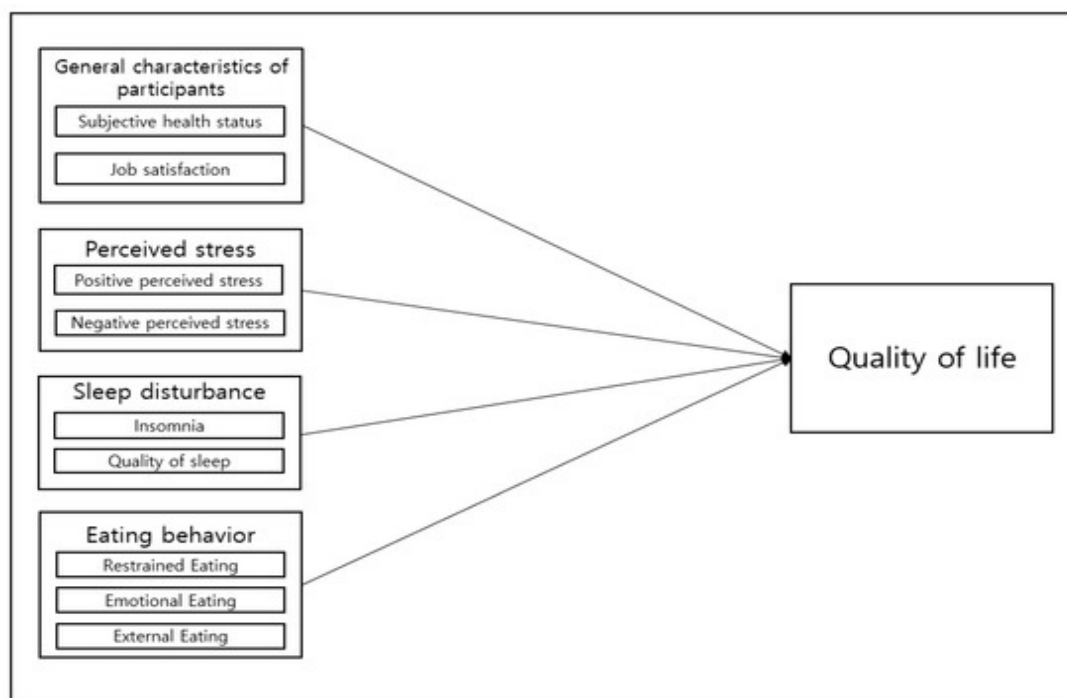 General characteristics of
participants
Subjective health status
Job satisfaction
Perceived stress
Positive perceived stress
Negative perceived stress
Sleep disturbance
Insomnia
Quality of sleep
Eating behavior
Restrained Eating
Emotional Eating
External Eating
Quality of life